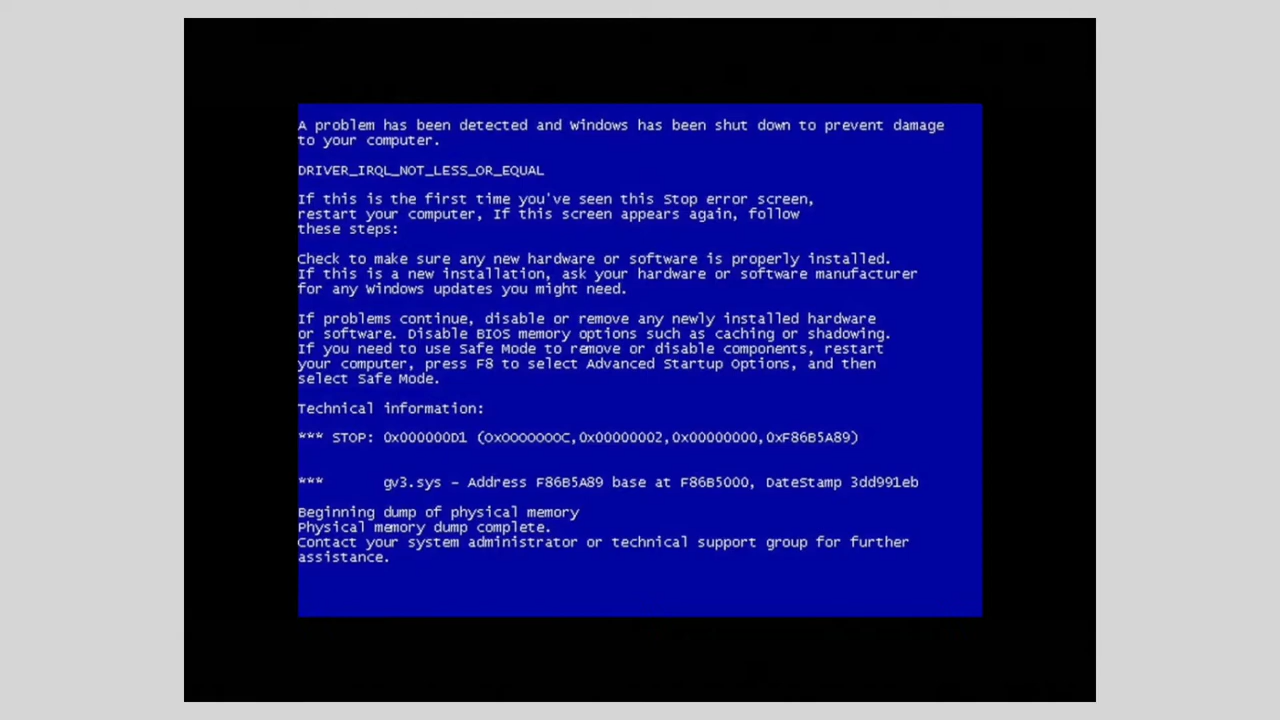 A problem has been detected and Windows has been shut down to prevent damage
to your computer.
DRIVER_IRQL_NOT_LESS_OR_EQUAL
If this is the first time you've seen this Stop error screen,
restart your computer, If this screen appears again, follow
these steps:
Check to make sure any new hardware or software is properly installed.
If this is a new installation, ask your hardware or software manufacturer
for any Windows updates you might need.
If problems continue, disable or remove any newly installed hardware
or software. Disable BIOS memory options such as caching or shadowing.
If you need to use Safe Mode to remove or disable components, restart
your computer, press F8 to select Advanced Startup Options, and then
select Safe Mode.
Technical information:
*** STOP: 0x000000D1 (0x0000000C,0x00000002,0x00000000,0xF86B5A89)
*** gv3.sys - Address F86B5A89 base at F86B5000, DateStamp 3dd991eb
Beginning dump of physical memory
Physical memory dump complete.
Contact your system administrator or technical support group for further
assistance.